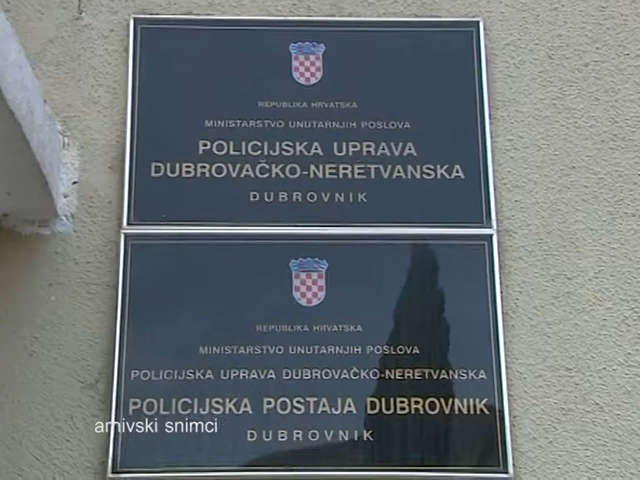 REPUBLIKA HRVATSKA
MINISTARSTVO UNUTARNJIH POSLOVA
POLICIJSKA UPRAVA
DUBROVAČKO-NERETVANSKA
DUBROVNIK
REPUBLIKA HRVATSKA
MINISTARSTVO UNUTARNJIH POSLOVA
POLICIJSKA UPRAVA DUBROVAČKO-NERETVANSKA
POLICIJSKA POSTAJA DUBROVNIK
arhivski snimci
DUBROVNIK